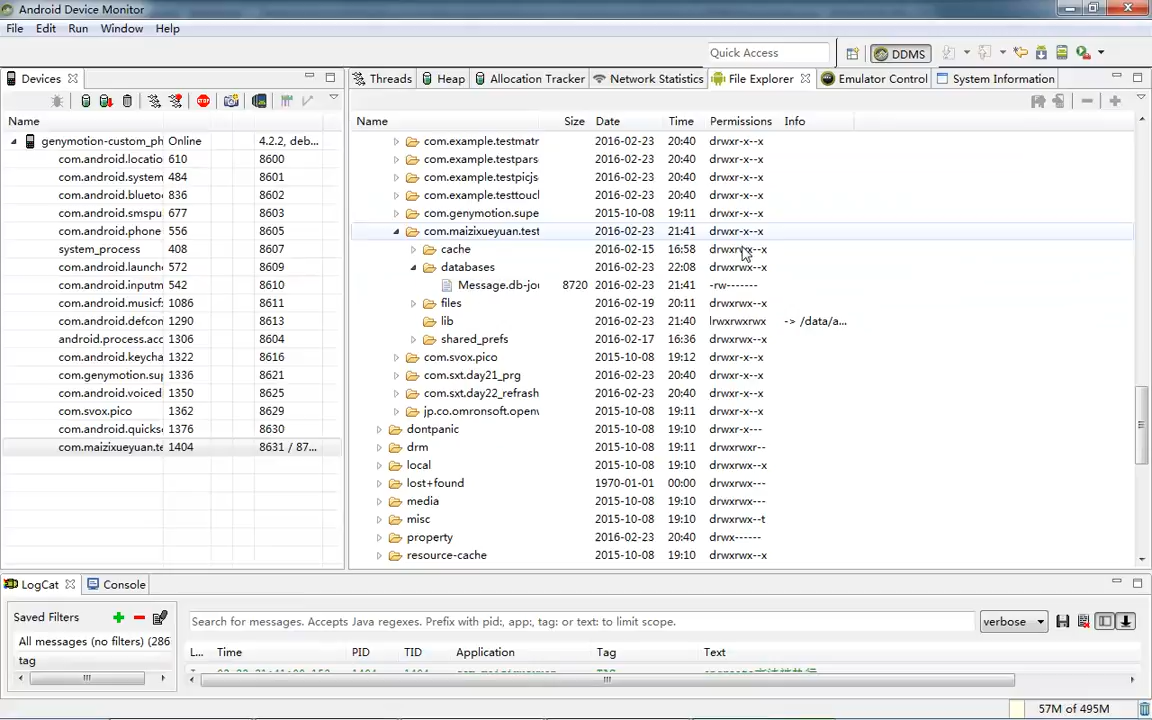 Android Device Monitor
File Edit Run Window Help
Quick Access DDMS
Devices
Name
genymotion-custom_ph Online 4.2.2, deb...
com.android.locatio 610 8600
com.android.system 484 8601
com.android.bluetoo 836 8602
com.android.smspu 677 8603
com.android.phone 556 8605
system_process 408 8607
com.android.launch 572 8609
com.android.inputm 542 8610
com.android.musicf 1086 8611
com.android.defcon 1290 8613
android.process.acc 1306 8604
com.android.keycha 1322 8616
com.genymotion.su 1336 8621
com.android.voiced 1350 8625
com.svox.pico 1362 8629
com.android.quicks 1376 8630
com.maizixueyuan.te 1404 8631 / 87...
Threads Heap Allocation Tracker Network Statistics File Explorer Emulator Control System Information
Name Size Date Time Permissions Info
com.example.testmatr 2016-02-23 20:40 drwxr-x--x
com.example.testpars 2016-02-23 20:40 drwxr-x--x
com.example.testpicjs 2016-02-23 20:40 drwxr-x--x
com.example.testtoucl 2016-02-23 20:40 drwxr-x--x
com.genymotion.supe 2015-10-08 19:11 drwxr-x--x
com.maizixueyuan.test 2016-02-23 21:41 drwxr-x--x
cache 2016-02-15 16:58 drwxrwx--x
databases 2016-02-23 22:08 drwxrwx--x
Message.db-jou 8720 2016-02-23 21:41 -rw-------
files 2016-02-19 20:11 drwxrwx--x
lib 2016-02-23 21:40 lrwxrwxrwx -> /data/a...
shared_prefs 2016-02-17 16:36 drwxrwx--x
com.svox.pico 2015-10-08 19:12 drwxr-x--x
com.sxt.day21_prg 2016-02-23 20:40 drwxr-x--x
com.sxt.day22_refrash 2016-02-23 20:40 drwxr-x--x
jp.co.omronsoft.openv 2015-10-08 19:11 drwxr-x--x
dontpanic 2015-10-08 19:10 drwxr-x---
drm 2015-10-08 19:11 drwxrwxr--
local 2015-10-08 19:10 drwxrwx--x
lost+found 1970-01-01 00:00 drwxrwx---
media 2015-10-08 19:10 drwxrwx---
misc 2015-10-08 19:10 drwxrwx--t
property 2016-02-23 20:40 drwx------
resource-cache 2015-10-08 19:10 drwxrwx--x
LogCat Console
Saved Filters
All messages (no filters) (286
tag
Search for messages. Accepts Java regexes. Prefix with pid:, app:, tag: or text: to limit scope. verbose
L... Time PID TID Application Tag Text
57M of 495M